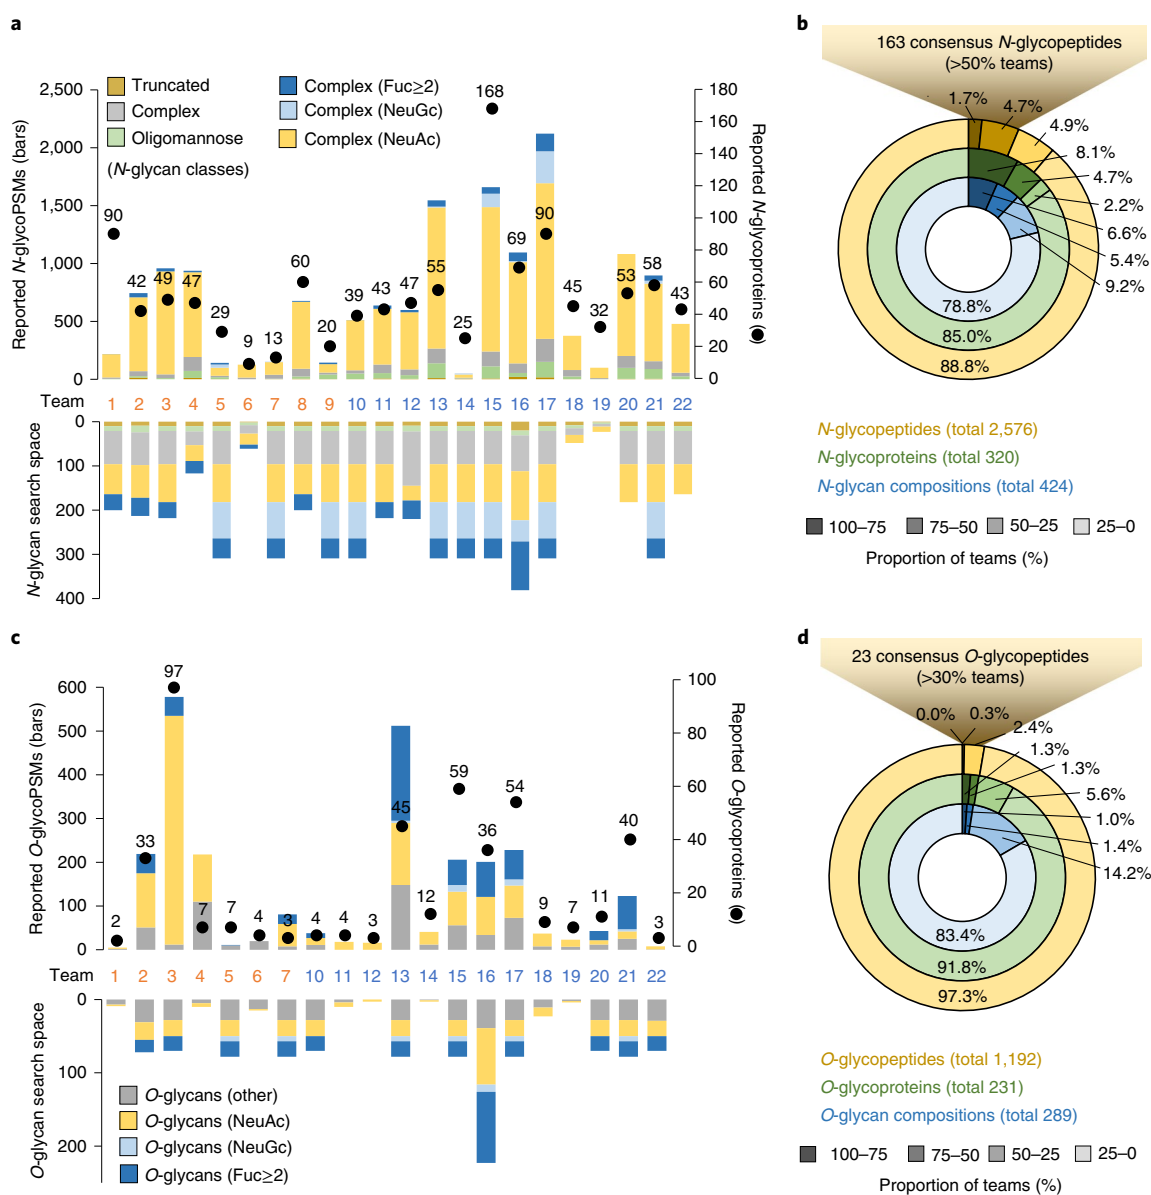 a
Reported N-glycoPSMs (bars)
2,500
2,000
1,500
1,000
500
0
Truncated
Complex
Oligomannose
(N-glycan classes)
Complex (Fuc≥2)
Complex (NeuGc)
Complex (NeuAc)
90
42
49
47
29
9
13
60
20
39
43
47
55
25
168
69
90
45
32
53
58
43
180
160
140
120
100
80
60
40
20
0
Reported N-glycoproteins (●)
Team 1 2 3 4 5 6 7 8 9 10 11 12 13 14 15 16 17 18 19 20 21 22
N-glycan search space
0
100
200
300
400
b
163 consensus N-glycopeptides
(>50% teams)
1.7%
4.7%
4.9%
8.1%
4.7%
2.2%
6.6%
5.4%
9.2%
78.8%
85.0%
88.8%
N-glycopeptides (total 2,576)
N-glycoproteins (total 320)
N-glycan compositions (total 424)
100–75 75–50 50–25 25–0
Proportion of teams (%)
c
Reported O-glycoPSMs (bars)
600
500
400
300
200
100
0
2
33
97
7
7
4
3
4
4
3
45
12
59
36
54
9
7
11
40
3
100
80
60
40
20
0
Reported O-glycoproteins (●)
Team 1 2 3 4 5 6 7 10 11 12 13 14 15 16 17 18 19 20 21 22
O-glycan search space
0
100
200
O-glycans (other)
O-glycans (NeuAc)
O-glycans (NeuGc)
O-glycans (Fuc≥2)
d
23 consensus O-glycopeptides
(>30% teams)
0.0%
0.3%
2.4%
1.3%
1.3%
5.6%
1.0%
1.4%
14.2%
83.4%
91.8%
97.3%
O-glycopeptides (total 1,192)
O-glycoproteins (total 231)
O-glycan compositions (total 289)
100–75 75–50 50–25 25–0
Proportion of teams (%)